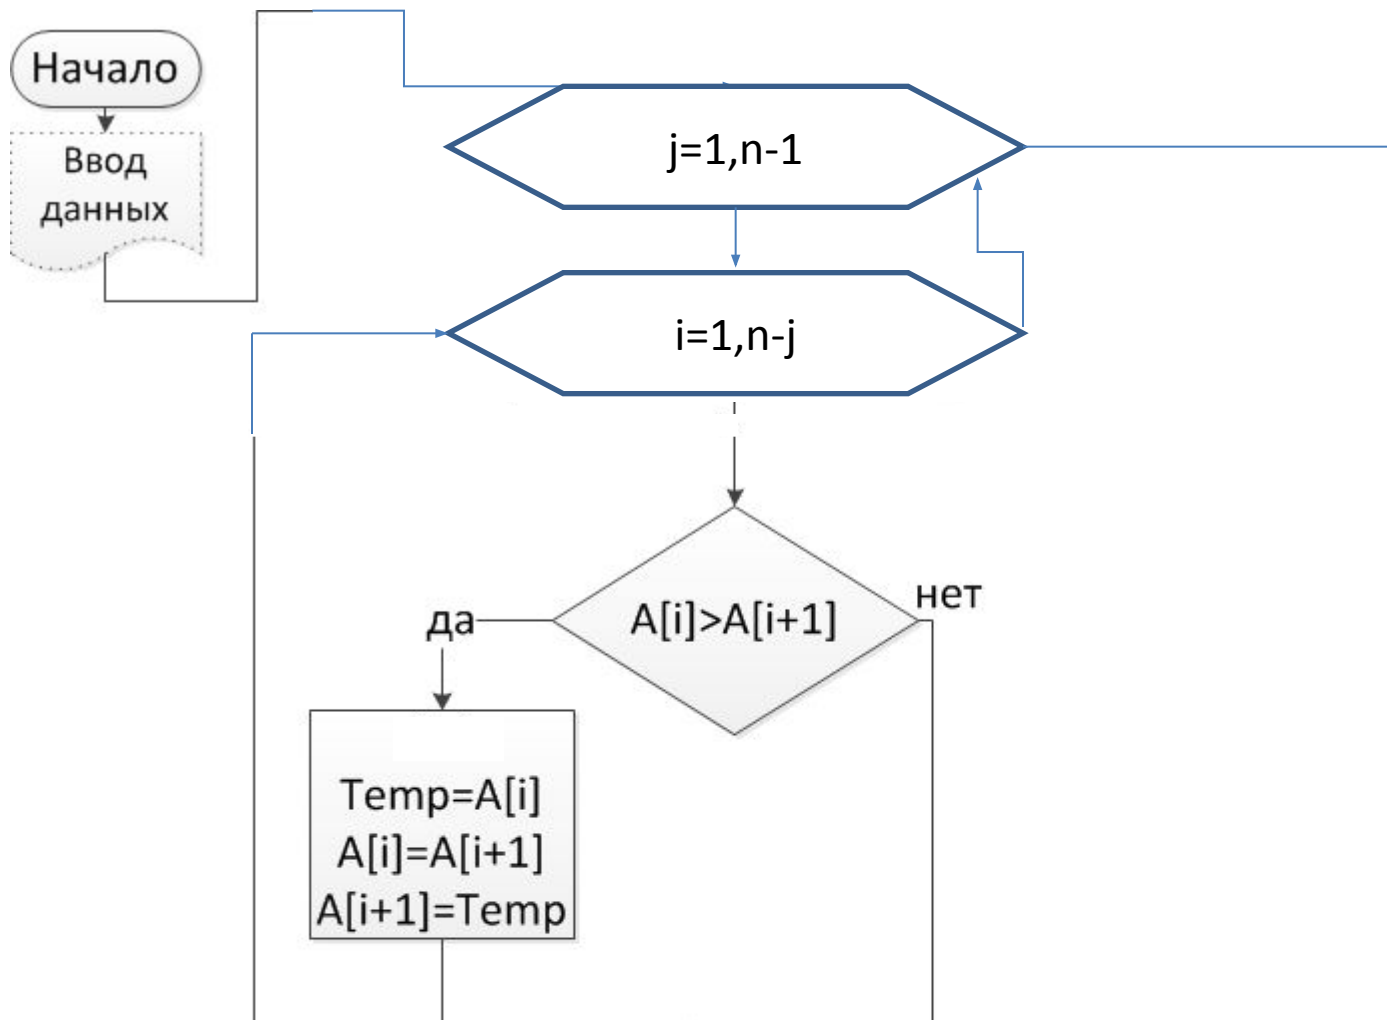 Начало
Ввод
данных
j=1,n-1
i=1,n-j
A[i]>A[i+1]
да
нет
Temp=A[i]
A[i]=A[i+1]
A[i+1]=Temp